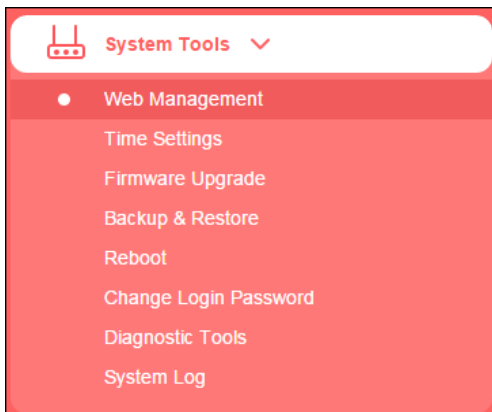 System Tools
Web Management
Time Settings
Firmware Upgrade
Backup & Restore
Reboot
Change Login Password
Diagnostic Tools
System Log